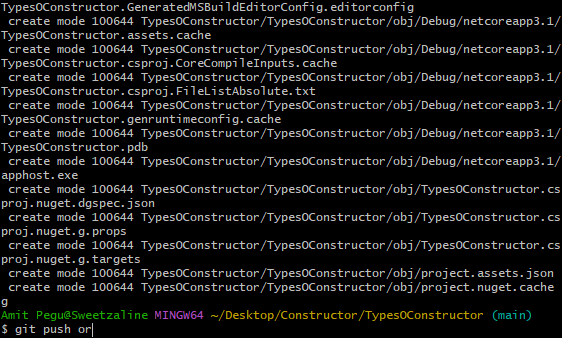 TypesOConstructor.GeneratedMSBuildEditorConfig.editorconfig
create mode 100644 TypesOConstructor/TypesOConstructor/obj/Debug/netcoreapp3.1/
TypesOConstructor.assets.cache
create mode 100644 TypesOConstructor/TypesOConstructor/obj/Debug/netcoreapp3.1/
TypesOConstructor.csproj.CoreCompileInputs.cache
create mode 100644 TypesOConstructor/TypesOConstructor/obj/Debug/netcoreapp3.1/
TypesOConstructor.csproj.FileListAbsolute.txt
create mode 100644 TypesOConstructor/TypesOConstructor/obj/Debug/netcoreapp3.1/
TypesOConstructor.genruntimeconfig.cache
create mode 100644 TypesOConstructor/TypesOConstructor/obj/Debug/netcoreapp3.1/
TypesOConstructor.pdb
create mode 100644 TypesOConstructor/TypesOConstructor/obj/Debug/netcoreapp3.1/
apphost.exe
create mode 100644 TypesOConstructor/TypesOConstructor/obj/TypesOConstructor.cs
proj.nuget.dgspec.json
create mode 100644 TypesOConstructor/TypesOConstructor/obj/TypesOConstructor.cs
proj.nuget.g.props
create mode 100644 TypesOConstructor/TypesOConstructor/obj/TypesOConstructor.cs
proj.nuget.g.targets
create mode 100644 TypesOConstructor/TypesOConstructor/obj/project.assets.json
create mode 100644 TypesOConstructor/TypesOConstructor/obj/project.nuget.cache
g
Amit Pegu@Sweetzaline MINGW64 ~/Desktop/Constructor/TypesOConstructor (main)
$ git push or